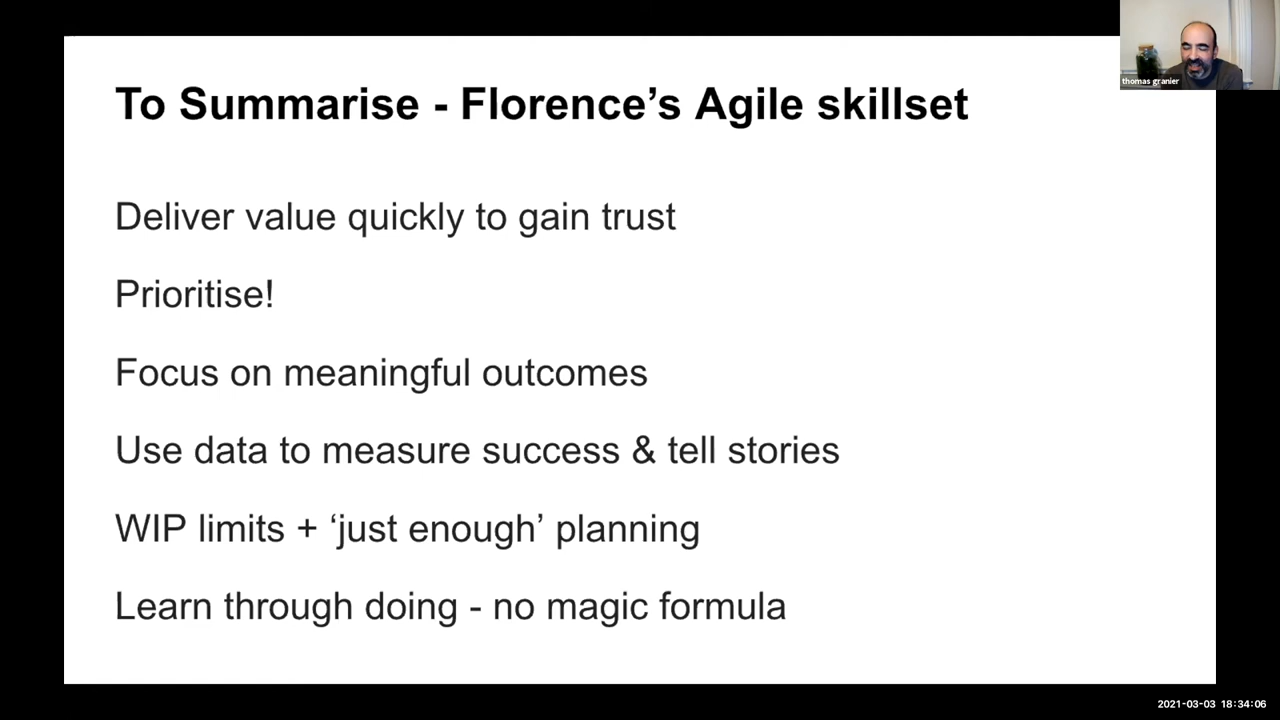 thomas granier
To Summarise - Florence’s Agile skillset
Deliver value quickly to gain trust
Prioritise!
Focus on meaningful outcomes
Use data to measure success & tell stories
WIP limits + ‘just enough’ planning
Learn through doing - no magic formula
2021-03-03 18:34:06